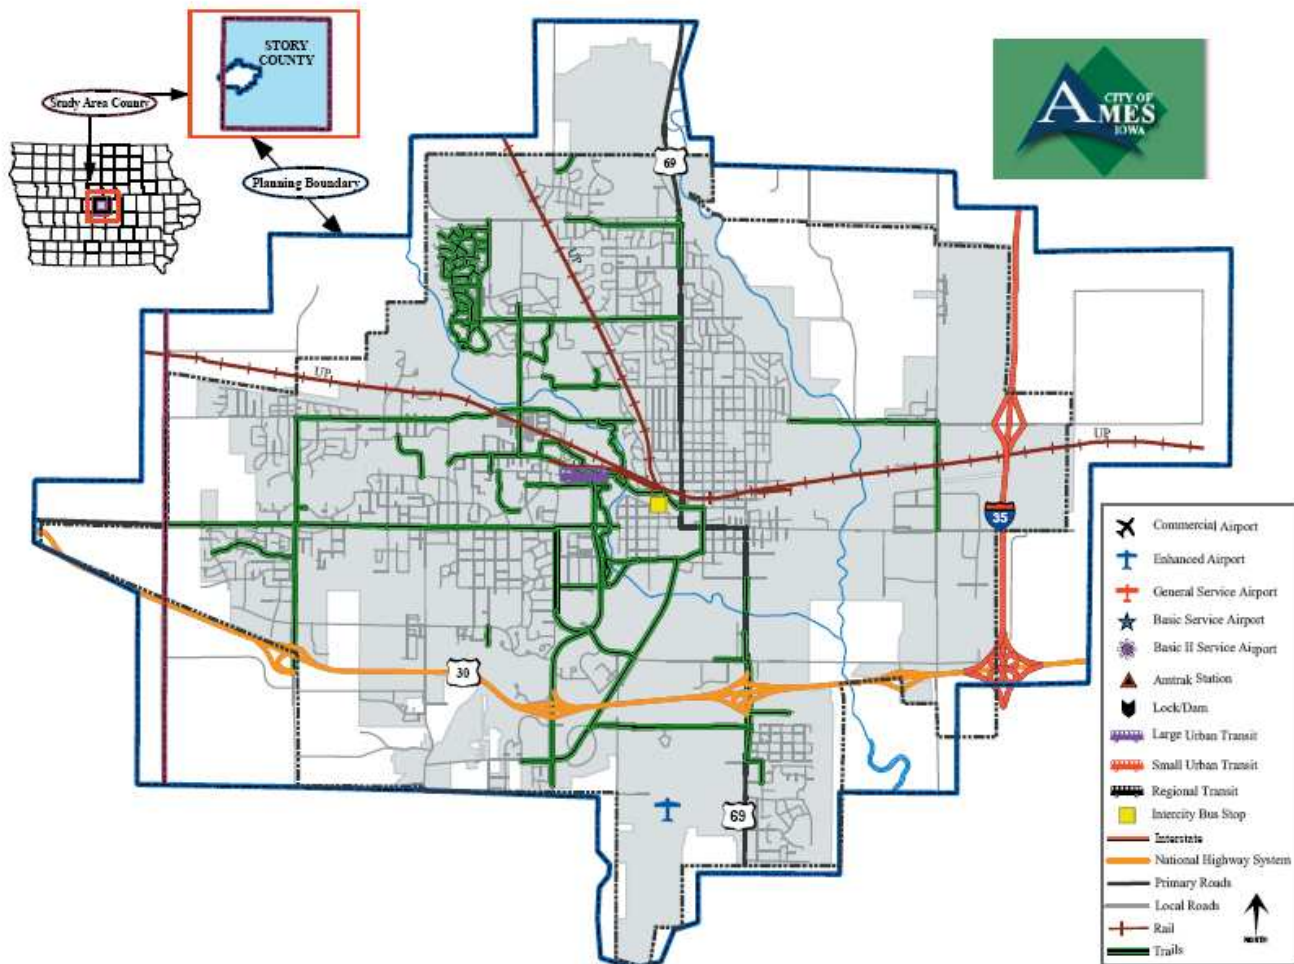 STORY
COUNTY
Study Area County
Planning Boundary
CITY OF
AMES
IOWA
69
UP
UP
UP
35
30
69
Commercial Airport
Enhanced Airport
General Service Airport
Basic Service Airport
Basic II Service Airport
Amtrak Station
Lock/Dam
Large Urban Transit
Small Urban Transit
Regional Transit
Intercity Bus Stop
Interstate
National Highway System
Primary Roads
Local Roads
Rail
Trails
NORTH